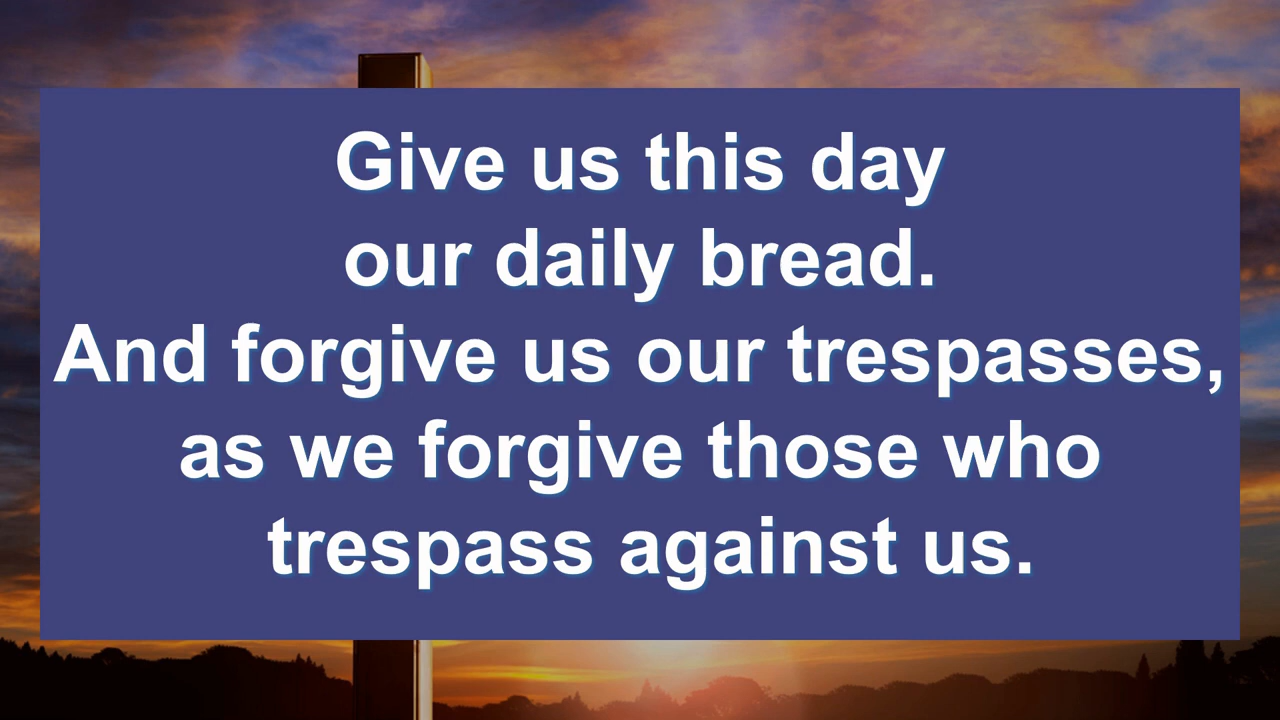 Give us this day
our daily bread.
And forgive us our trespasses,
as we forgive those who
trespass against us.